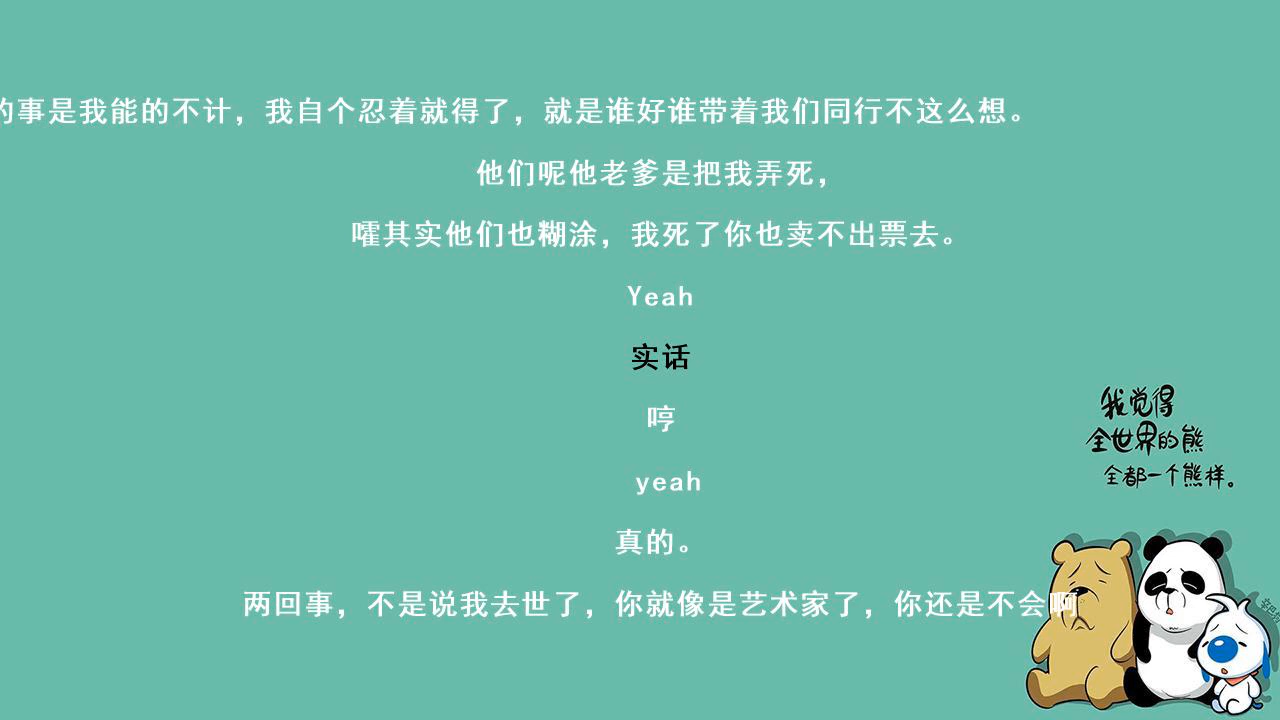 的事是我能的不计，我自个忍着就得了，就是谁好谁带着我们同行不这么想。
他们呢他老爹是把我弄死，
嚯其实他们也糊涂，我死了你也卖不出票去。
Yeah
实话
哼
yeah
真的。
两回事，不是说我去世了，你就像是艺术家了，你还是不会啊
我觉得
全世界的熊
全都一个熊样。